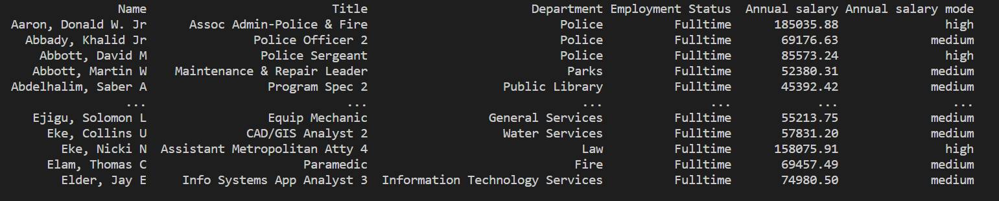 Name Title Department Employment Status Annual salary Annual salary mode
Aaron, Donald W. Jr Assoc Admin-Police & Fire Police Fulltime 185035.88 high
Abbady, Khalid Jr Police Officer 2 Police Fulltime 69176.63 medium
Abbott, David M Police Sergeant Police Fulltime 85573.24 high
Abbott, Martin W Maintenance & Repair Leader Parks Fulltime 52380.31 medium
Abdelhalim, Saber A Program Spec 2 Public Library Fulltime 45392.42 medium
... ... ... ... ... ...
Ejigu, Solomon L Equip Mechanic General Services Fulltime 55213.75 medium
Eke, Collins U CAD/GIS Analyst 2 Water Services Fulltime 57831.20 medium
Eke, Nicki N Assistant Metropolitan Atty 4 Law Fulltime 158075.91 high
Elam, Thomas C Paramedic Fire Fulltime 69457.49 medium
Elder, Jay E Info Systems App Analyst 3 Information Technology Services Fulltime 74980.50 medium